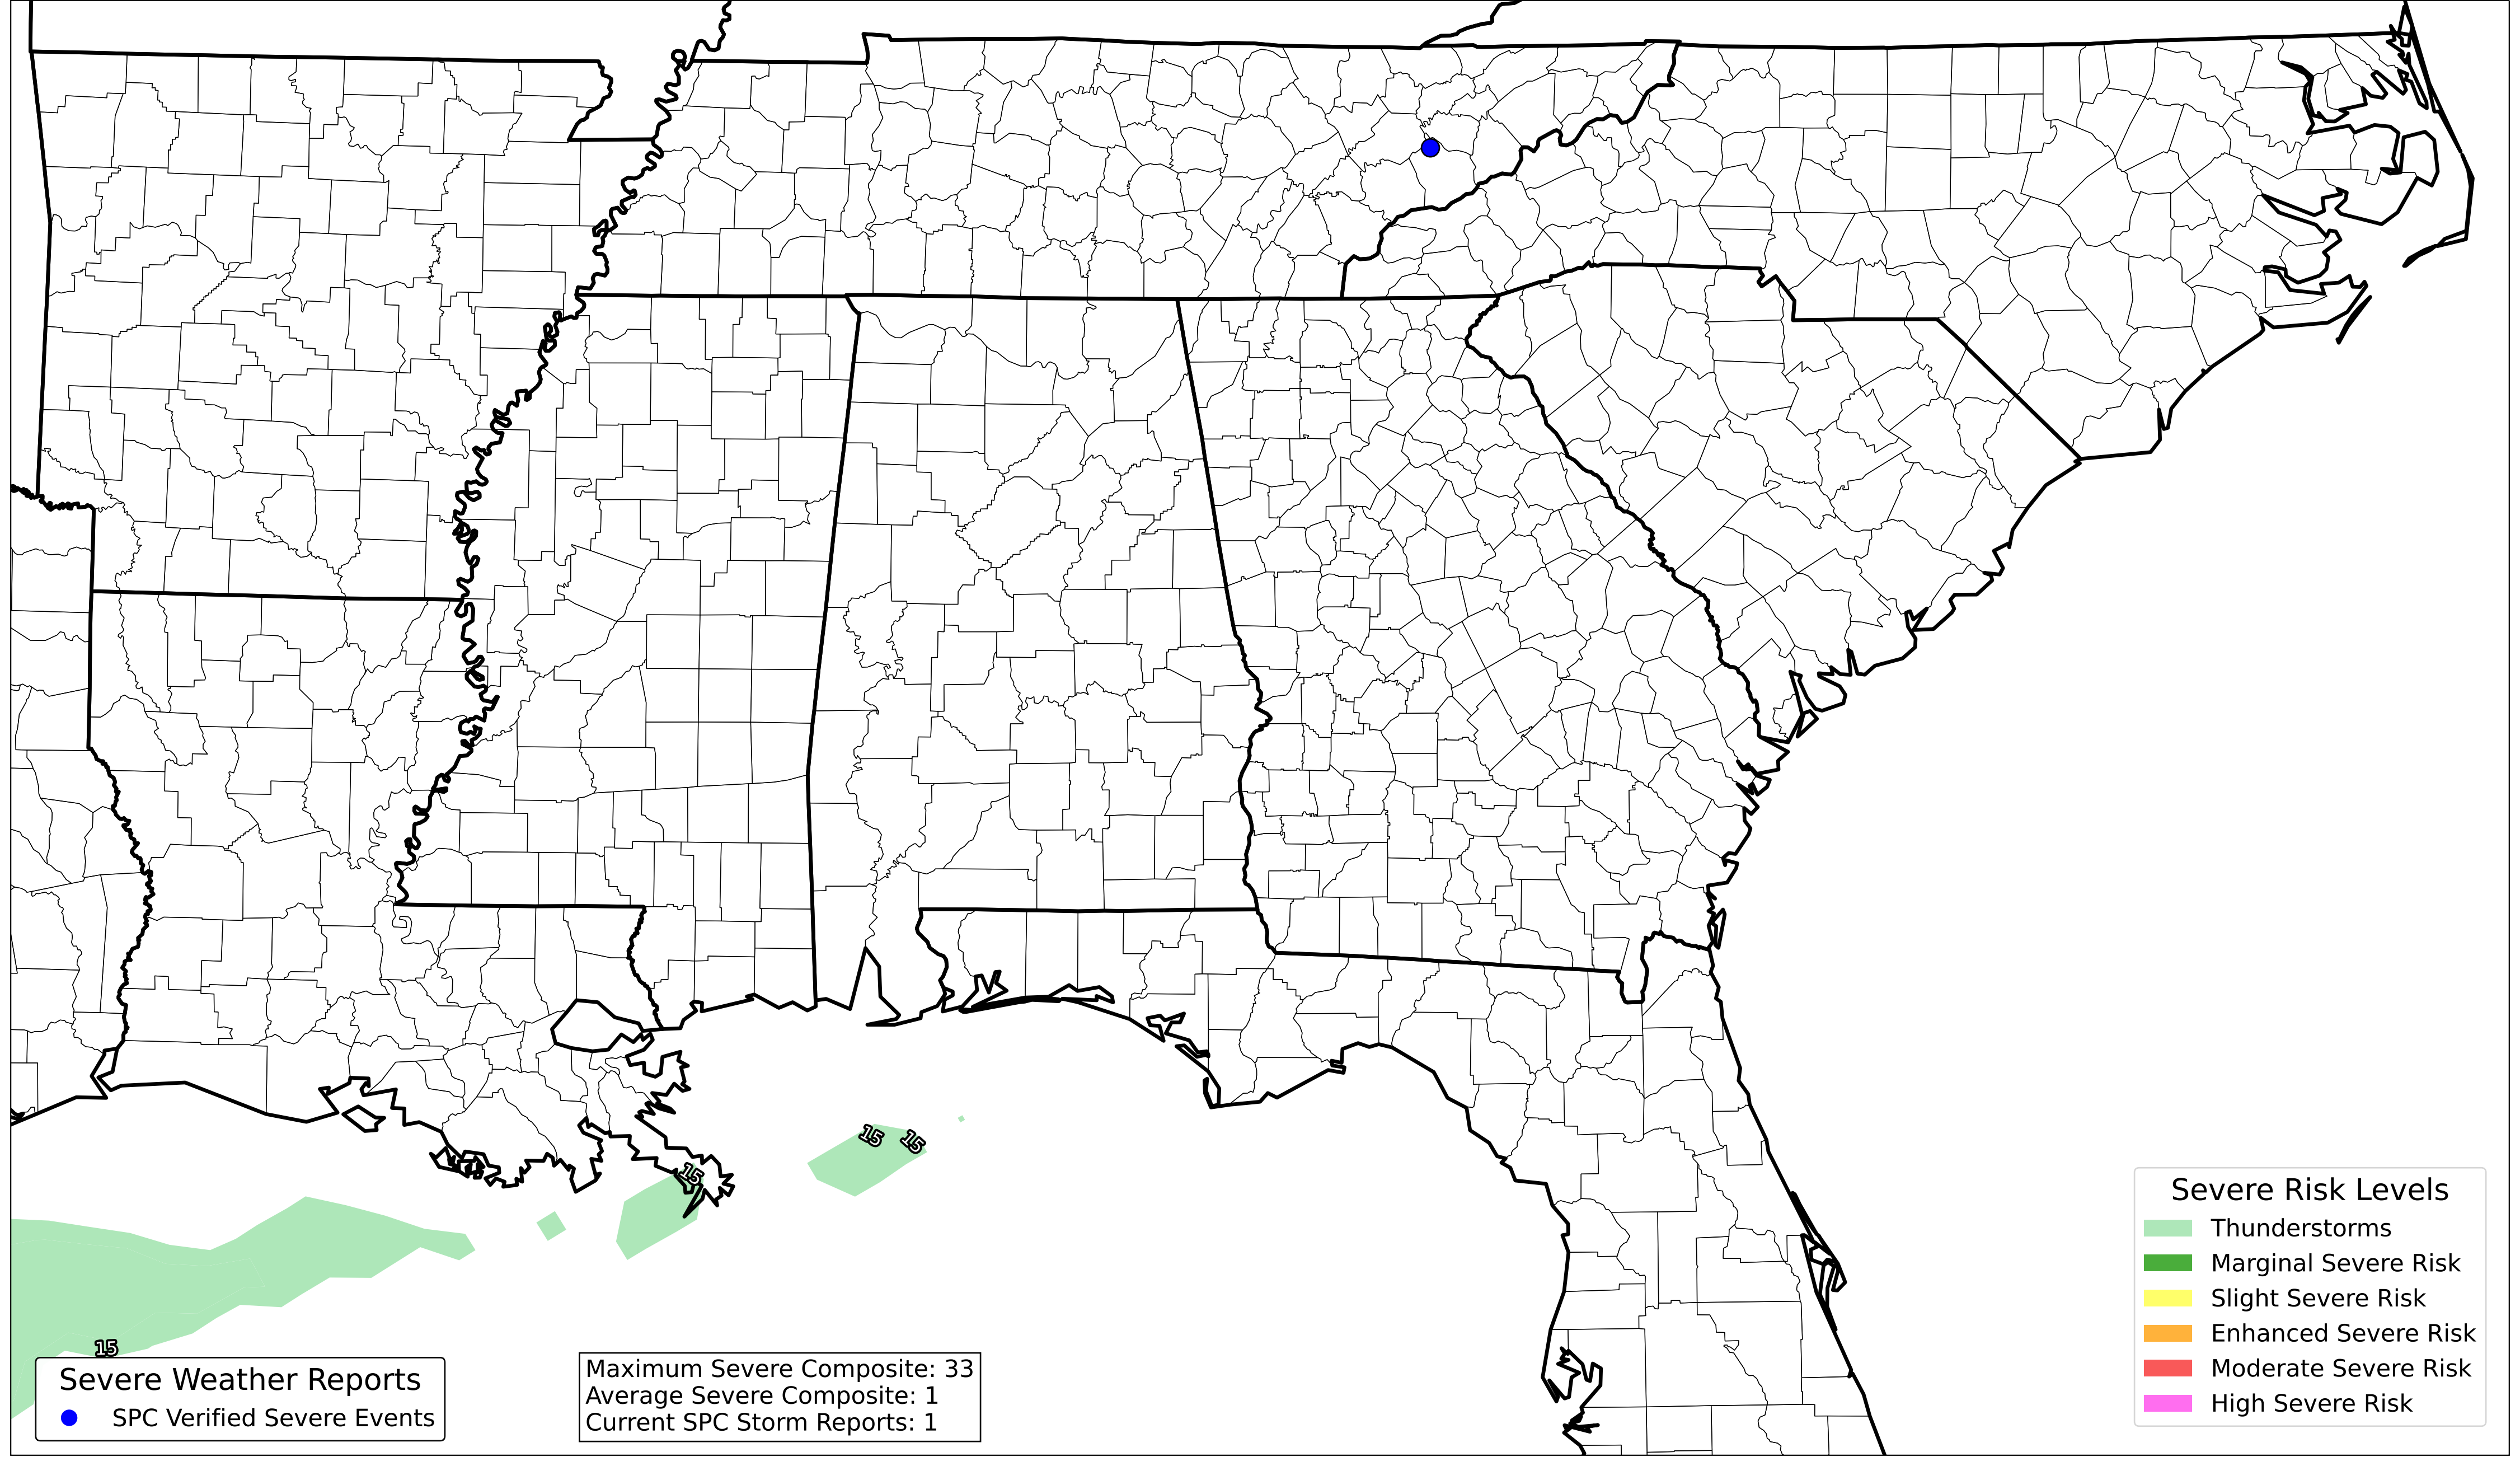 15
15
15
15
Severe Weather Reports
SPC Verified Severe Events
Maximum Severe Composite: 33
Average Severe Composite: 1
Current SPC Storm Reports: 1
Severe Risk Levels
Thunderstorms
Marginal Severe Risk
Slight Severe Risk
Enhanced Severe Risk
Moderate Severe Risk
High Severe Risk